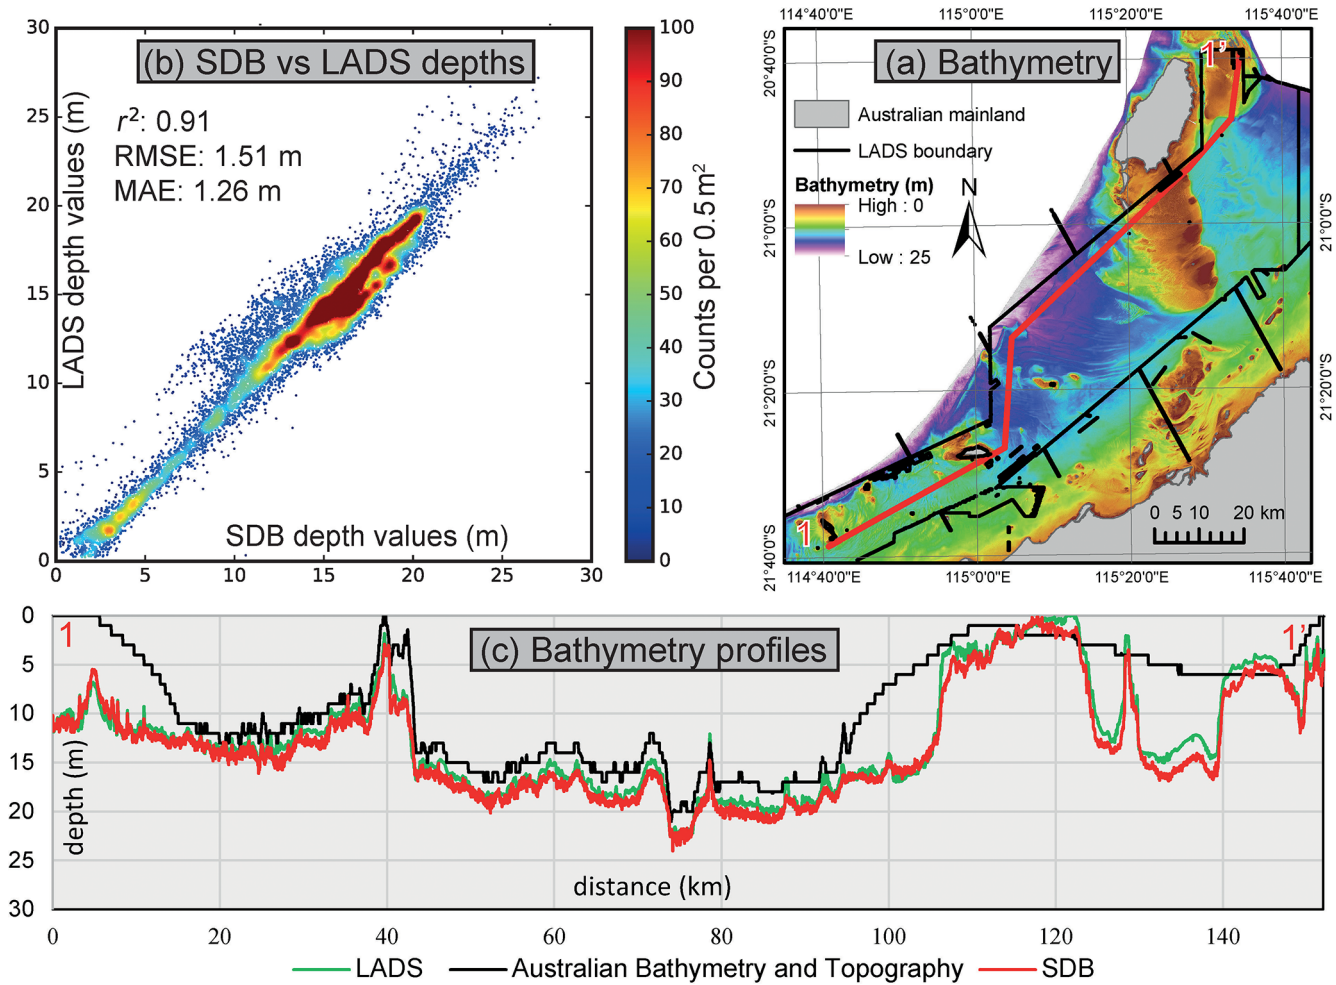 (b) SDB vs LADS depths
r²: 0.91
RMSE: 1.51 m
MAE: 1.26 m
LADS depth values (m)
30
25
20
15
10
5
0
SDB depth values (m)
0 5 10 15 20 25 30
100
90
80
70
60
50
40
30
20
10
0
Counts per 0.5 m²
114°40'0"E 115°0'0"E 115°20'0"E 115°40'0"E
(a) Bathymetry
1'
Australian mainland
LADS boundary
Bathymetry (m)
High : 0
Low : 25
N
20°40'0"S
21°0'0"S
21°20'0"S
21°40'0"S
20°40'0"S
21°0'0"S
21°20'0"S
21°40'0"S
1
0 5 10 20 km
114°40'0"E 115°0'0"E 115°20'0"E 115°40'0"E
(c) Bathymetry profiles
1
1'
0
5
10
15
20
25
30
depth (m)
distance (km)
0 20 40 60 80 100 120 140
LADS Australian Bathymetry and Topography SDB